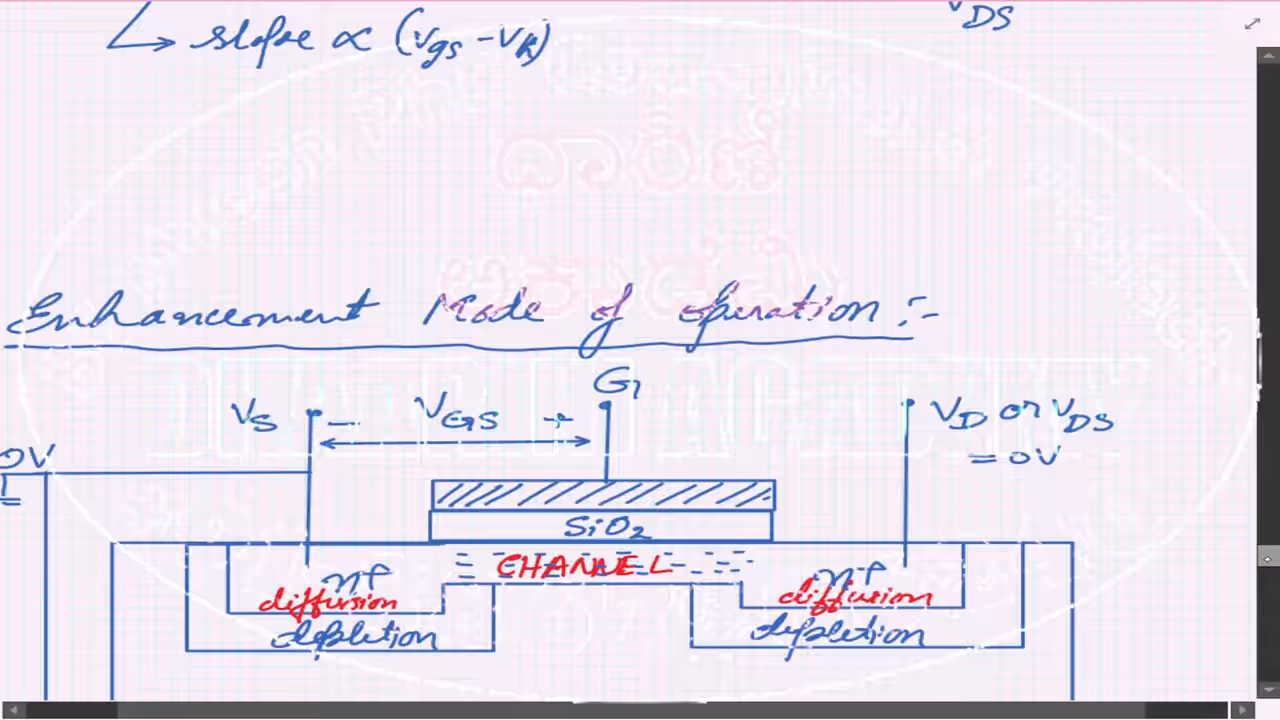 VDS
↳ slope ∝ (Vgs - Vth)
Enhancement Mode of operation :-
G
VS - VGS + VD or VDS
= 0V
0V
SiO2
CHANNEL
n+ n+
diffusion diffusion
depletion depletion